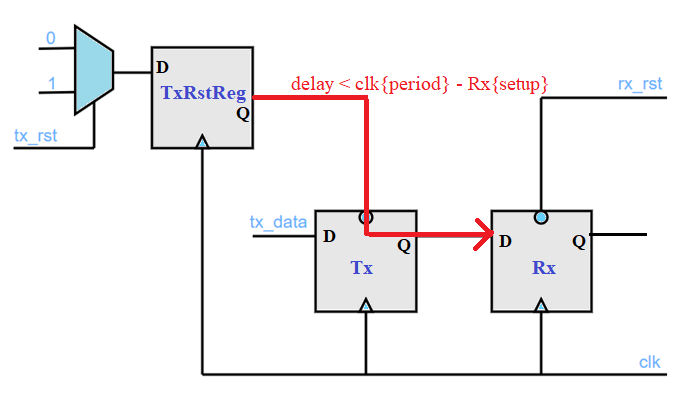 0
D
TxRstReg
Q
delay < clk{period} - Rx{setup}
rx_rst
1
tx_rst
tx_data
D
Q
Tx
D
Q
Rx
clk